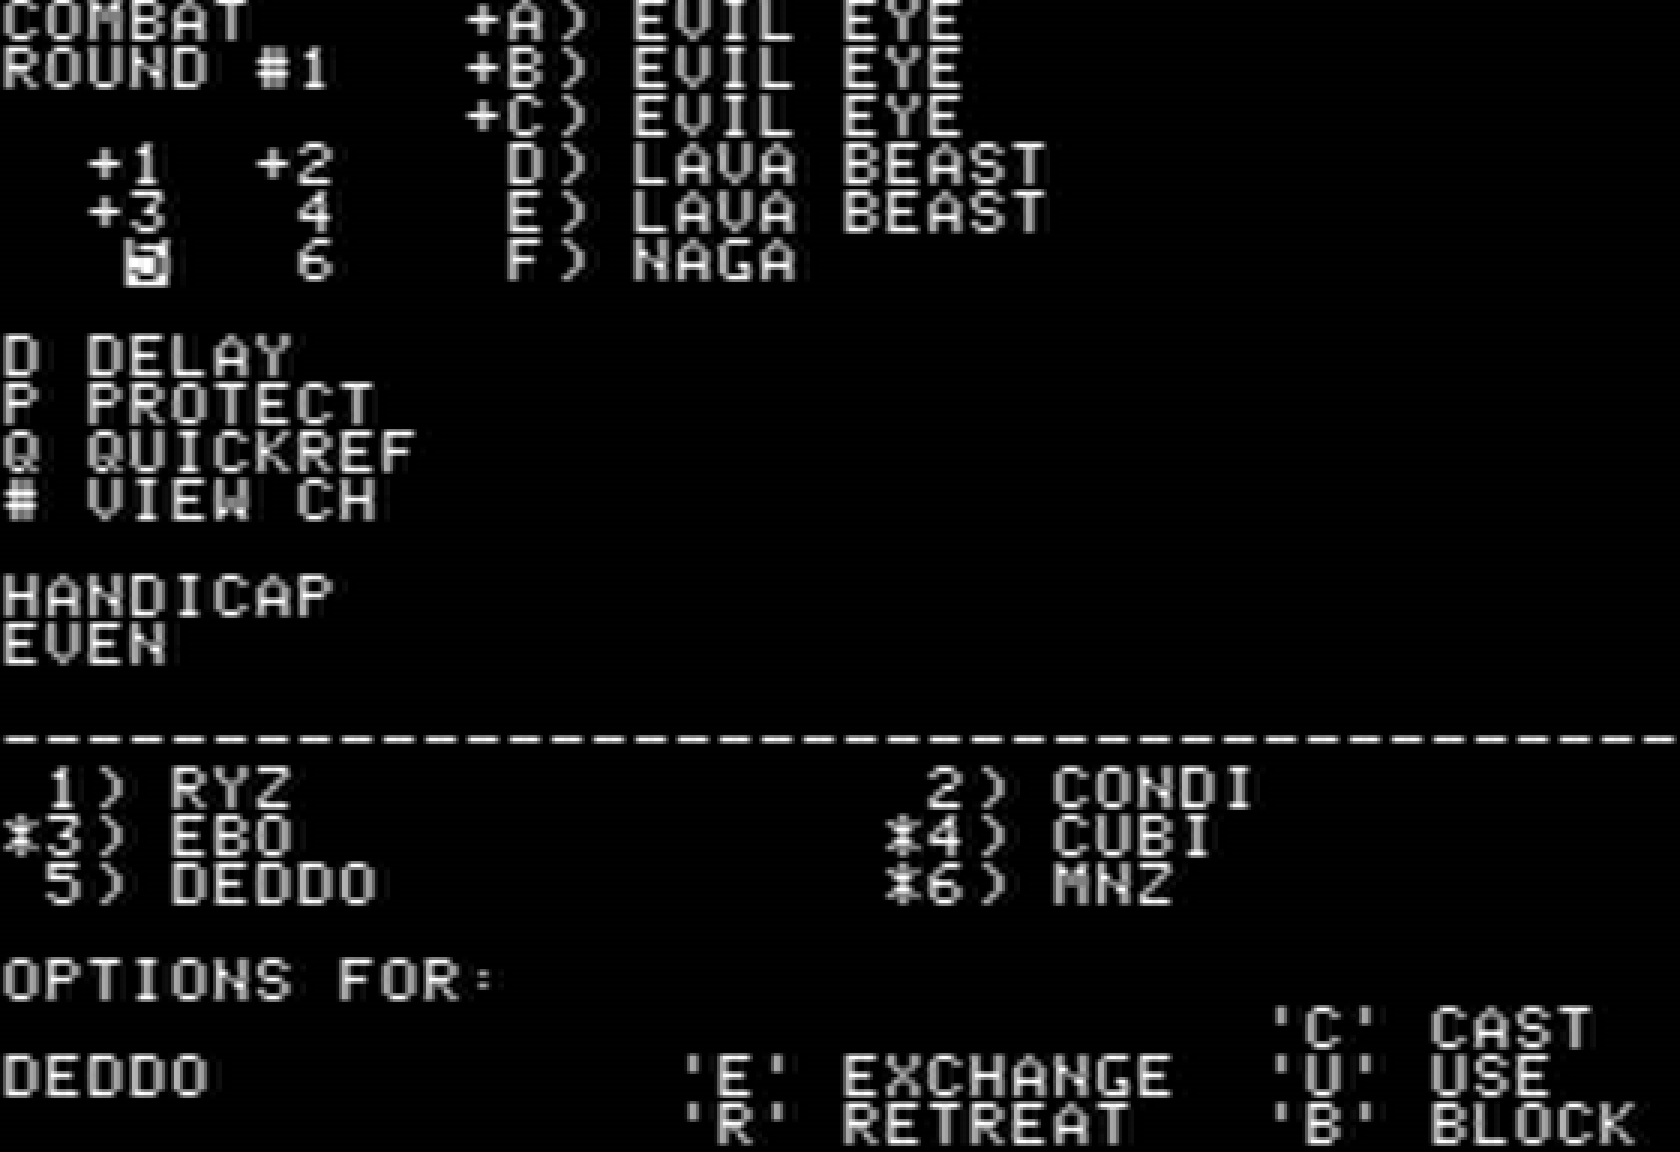 COMBAT +A) EVIL EYE
ROUND #1 +B) EVIL EYE
+C) EVIL EYE
+1 +2 D) LAVA BEAST
+3 4 E) LAVA BEAST
5 6 F) NAGA
D DELAY
P PROTECT
Q QUICKREF
# VIEW CH
HANDICAP
EVEN
----------------------------------------
1) RYZ 2) CONDI
*3) EBO *4) CUBI
5) DEDDO *6) MNZ
OPTIONS FOR:
'C' CAST
DEDDO 'E' EXCHANGE 'U' USE
'R' RETREAT 'B' BLOCK